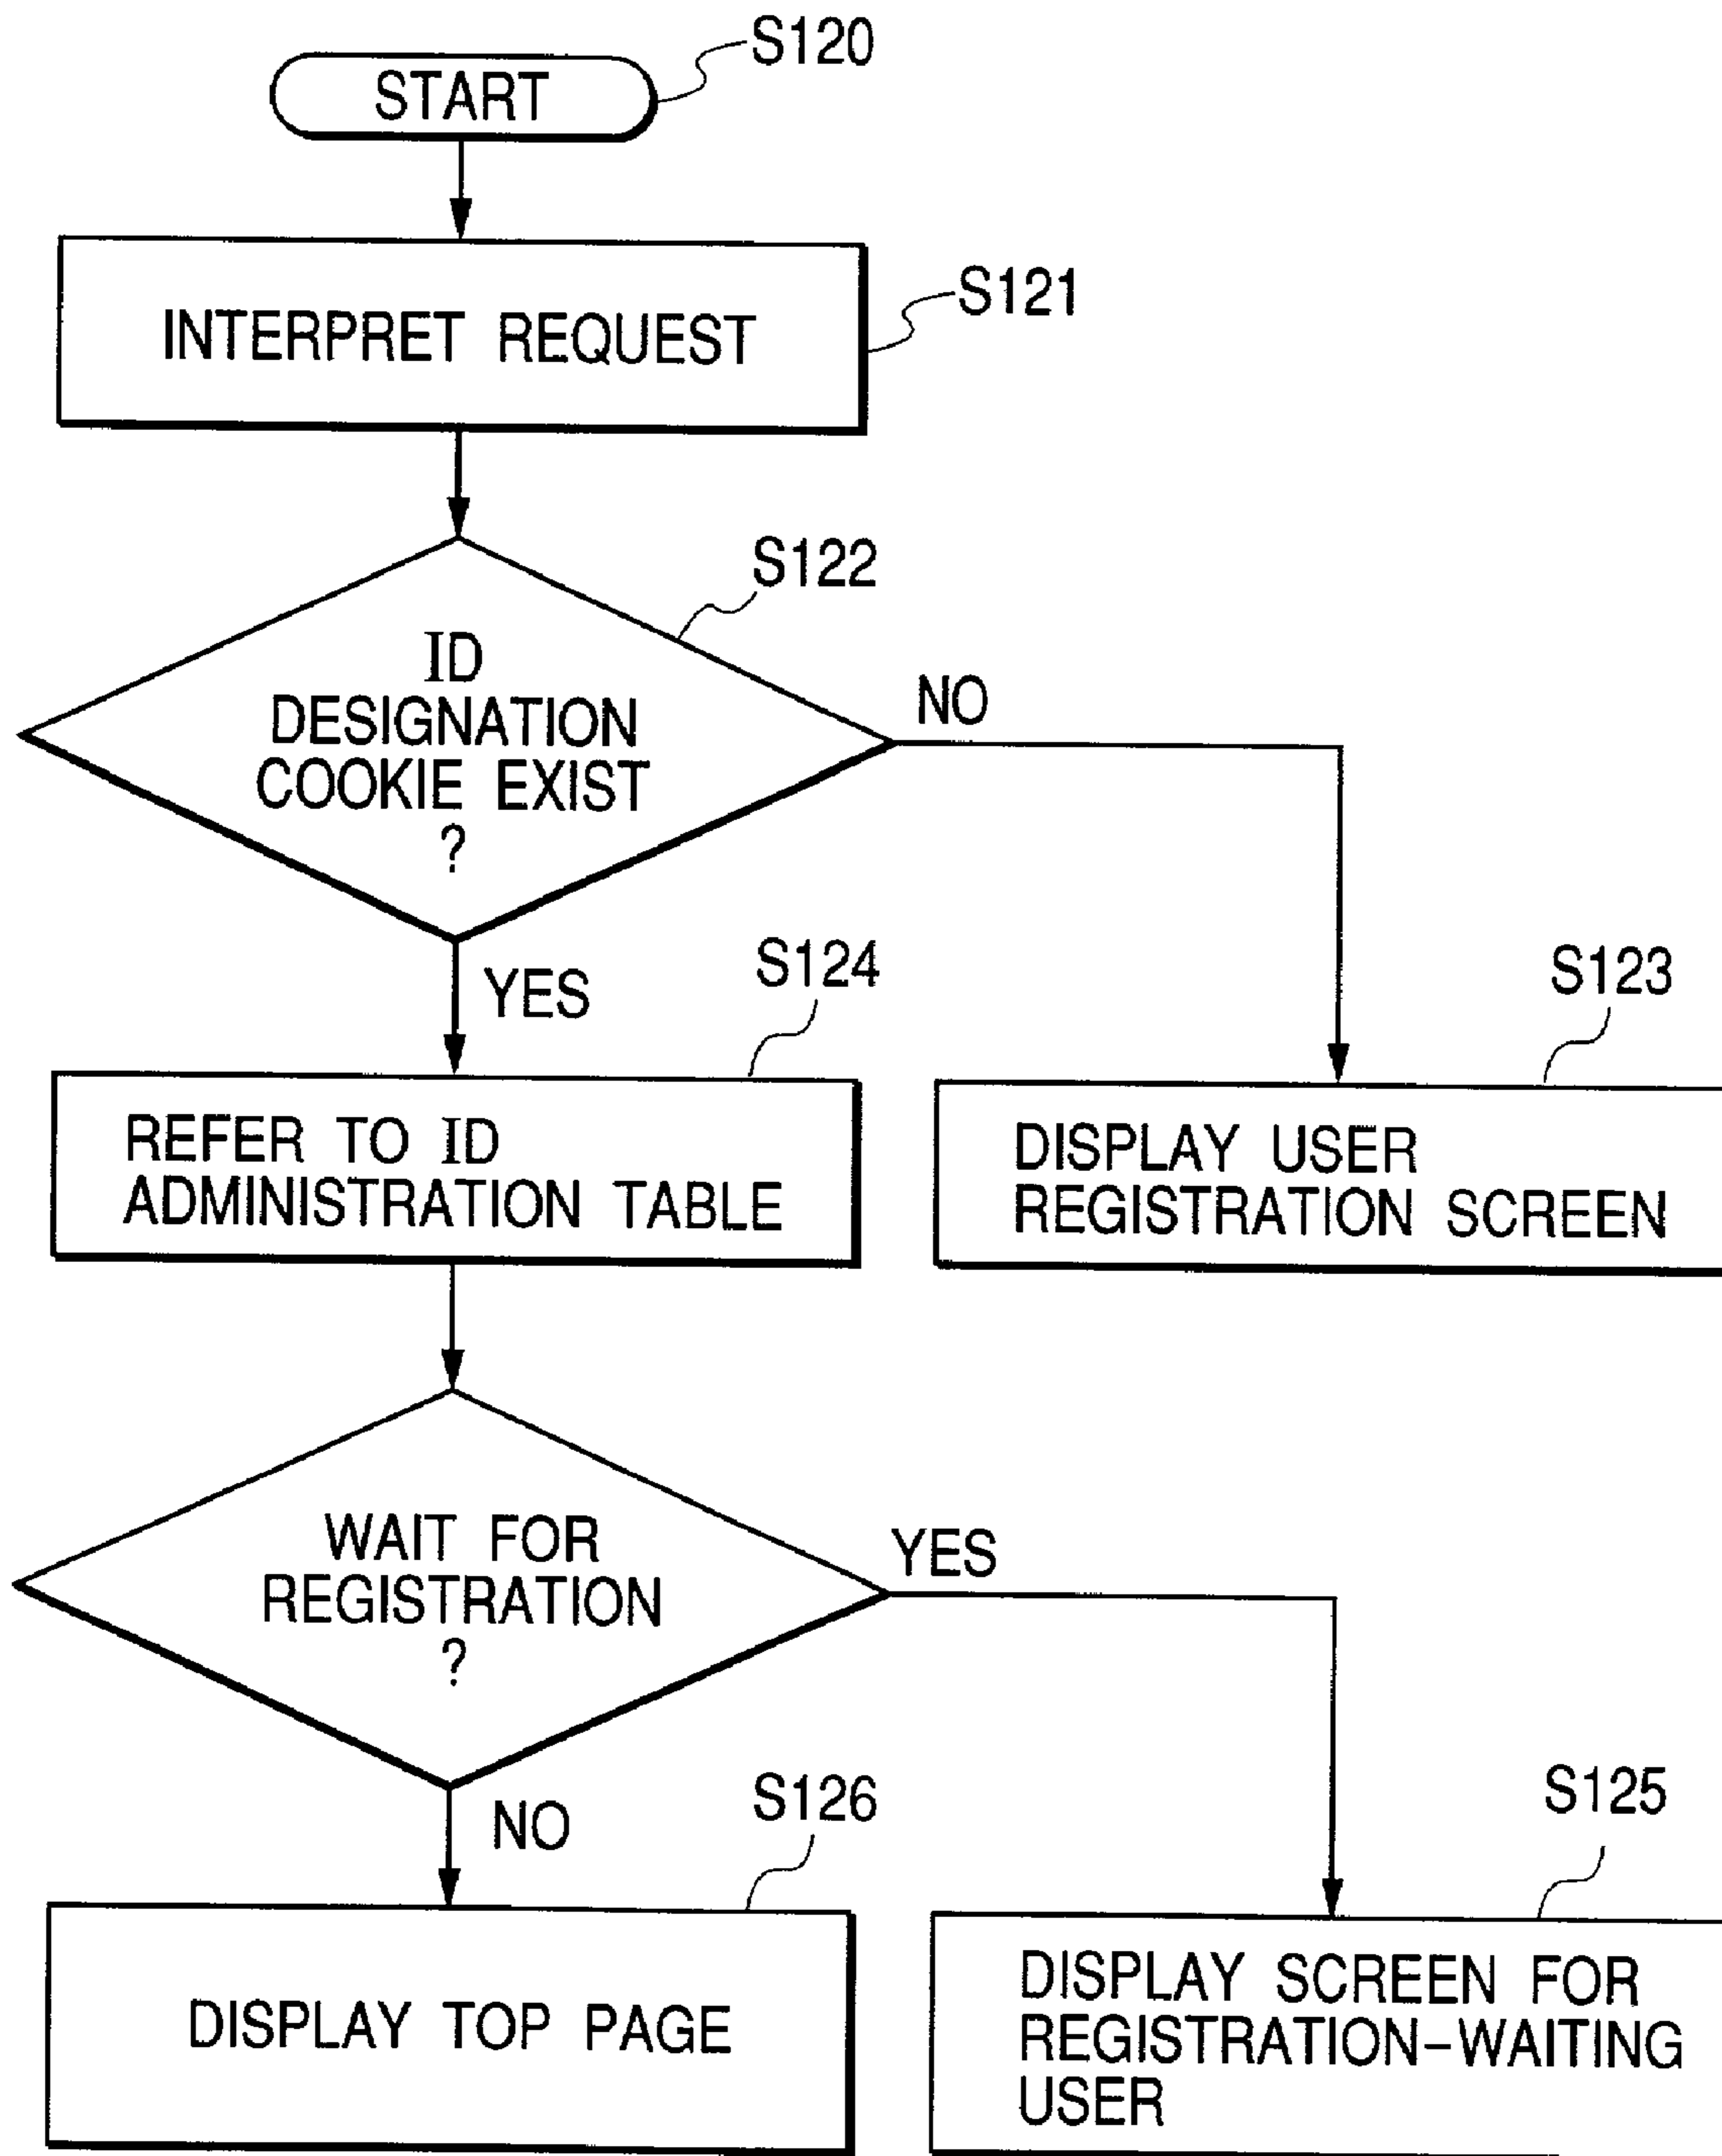 S120
START
S121
INTERPRET REQUEST
S122
ID
DESIGNATION
COOKIE EXIST
?
NO
YES
S124
S123
REFER TO ID
ADMINISTRATION TABLE
DISPLAY USER
REGISTRATION SCREEN
WAIT FOR
REGISTRATION
?
YES
NO
S126
S125
DISPLAY TOP PAGE
DISPLAY SCREEN FOR
REGISTRATION-WAITING
USER